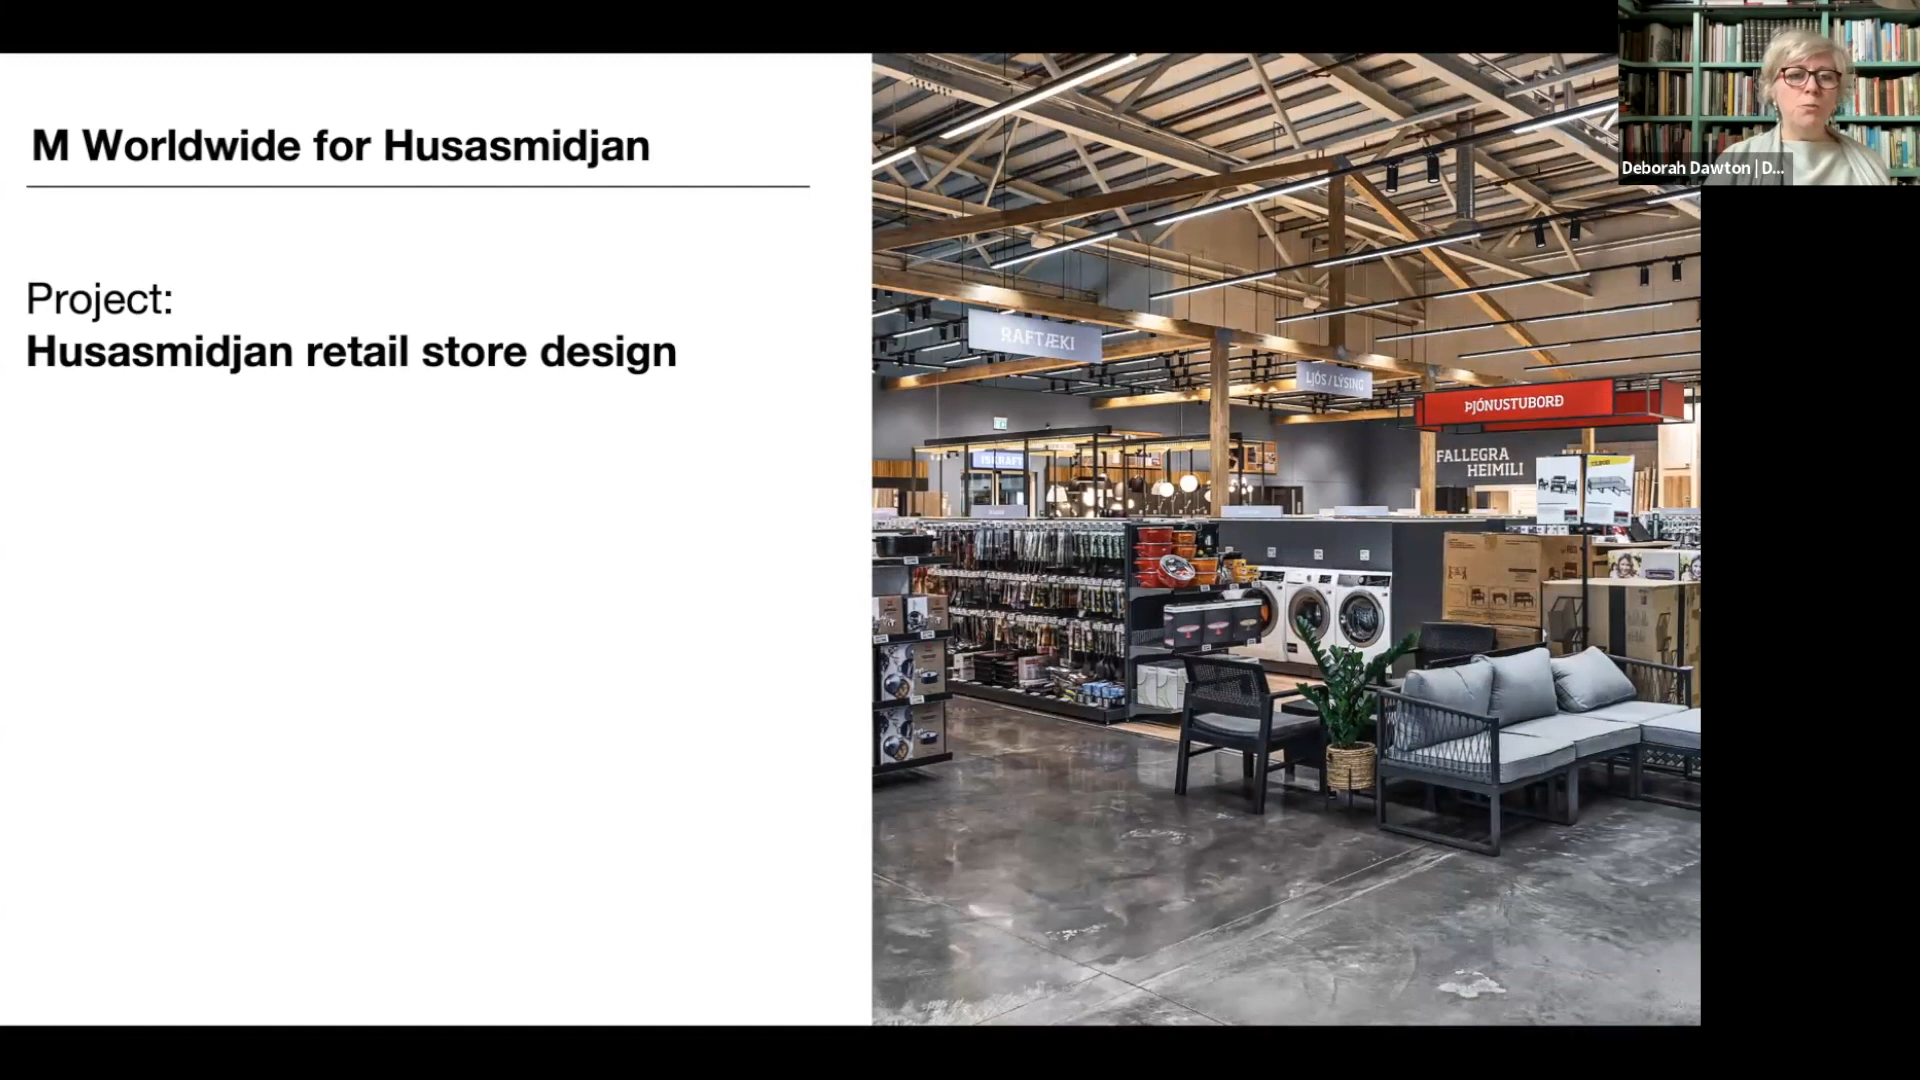 M Worldwide for Husasmidjan
Project:
Husasmidjan retail store design
Deborah Dawton | D...
RAFTÆKI
LJÓS / LÝSING
ÞJÓNUSTUBORÐ
FALLEGRA
HEIMILI